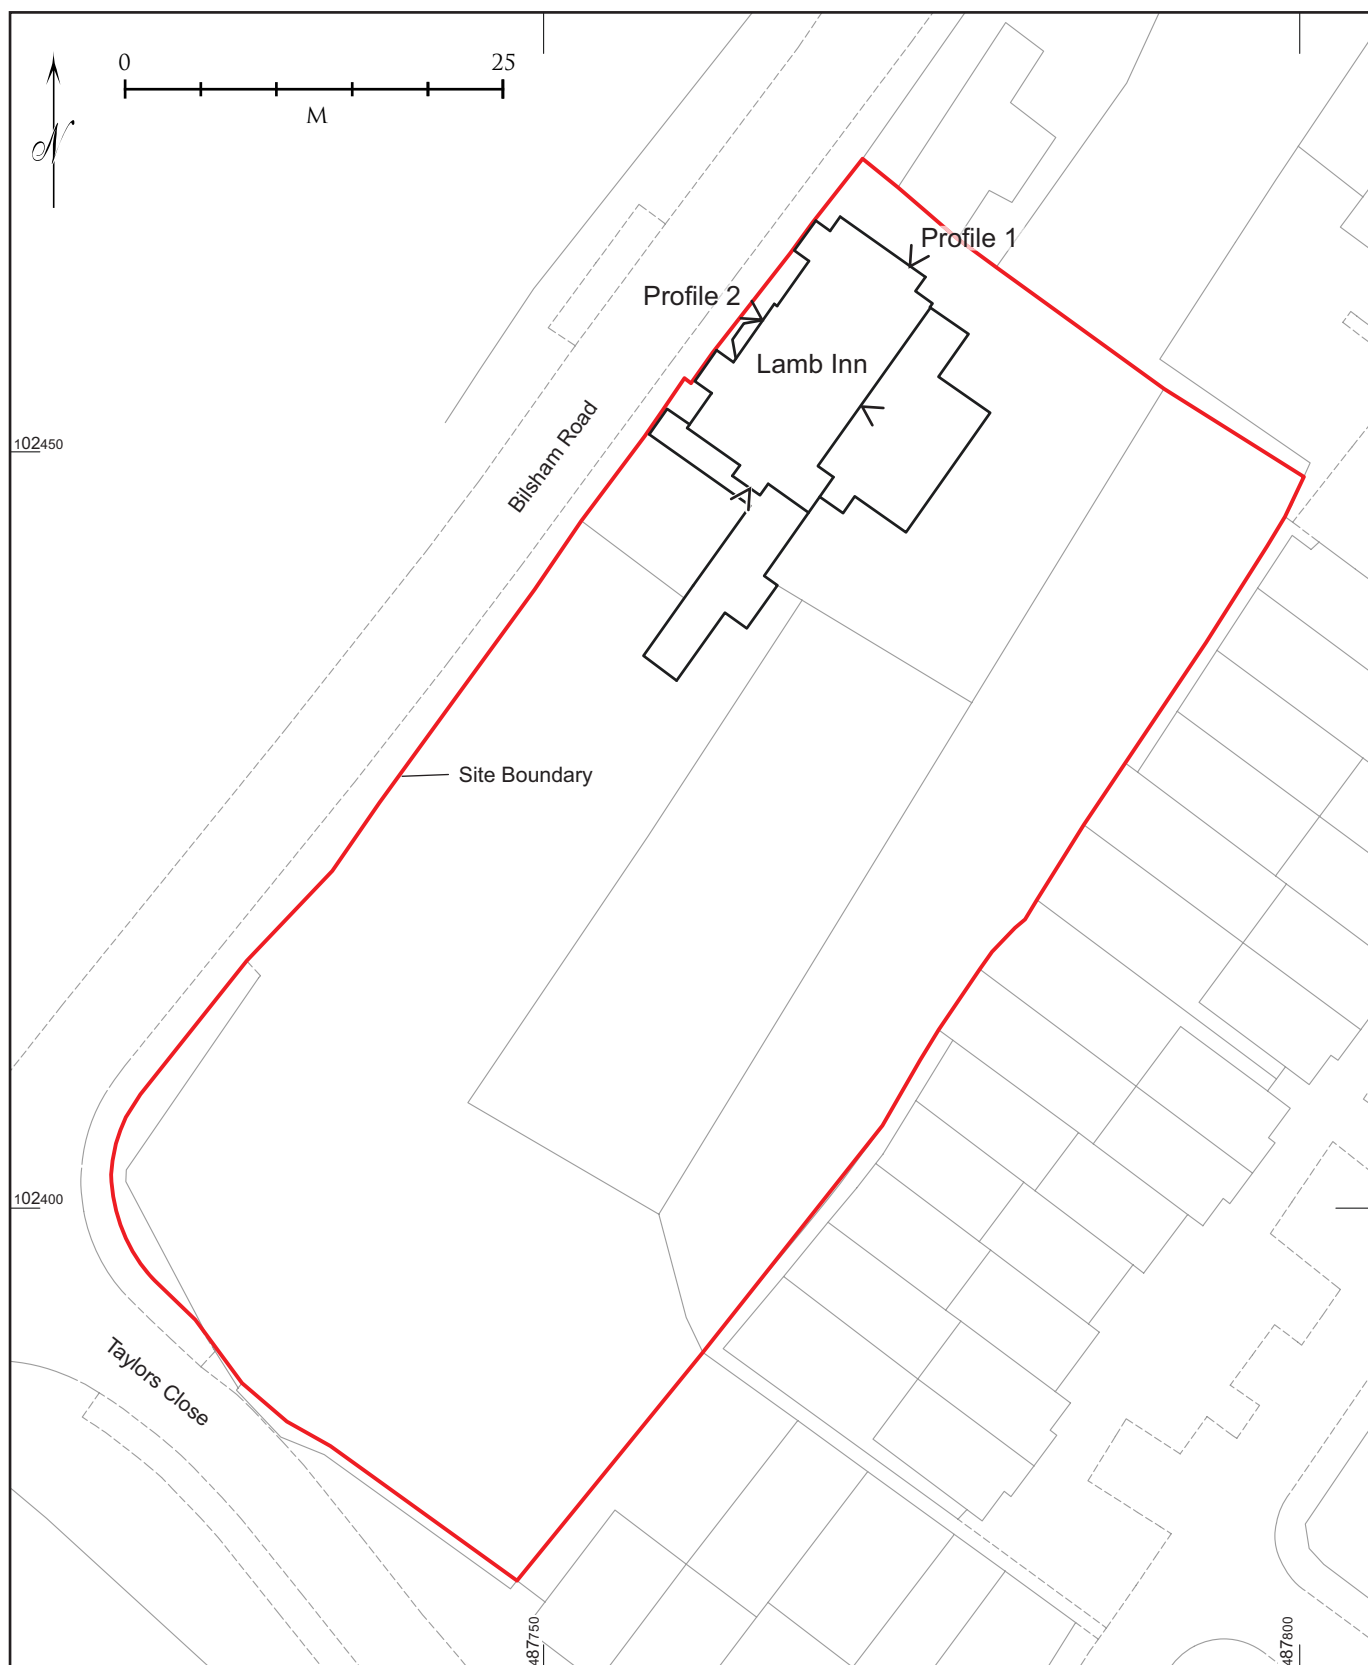 0 25
M
N
Profile 1
Profile 2
Lamb Inn
102450
Bilsham Road
Site Boundary
102400
Taylors Close
487750
487800